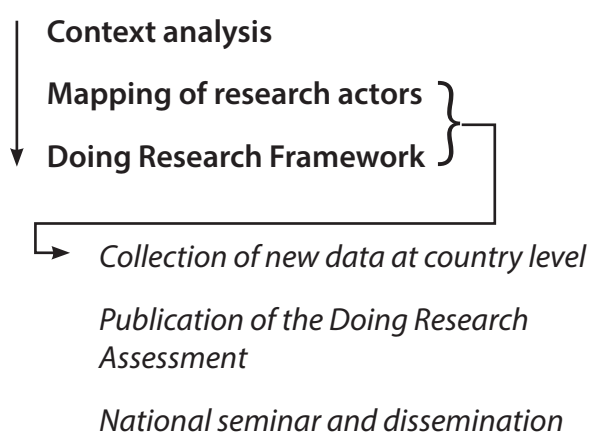 Context analysis
Mapping of research actors
Doing Research Framework
Collection of new data at country level
Publication of the Doing Research
Assessment
National seminar and dissemination